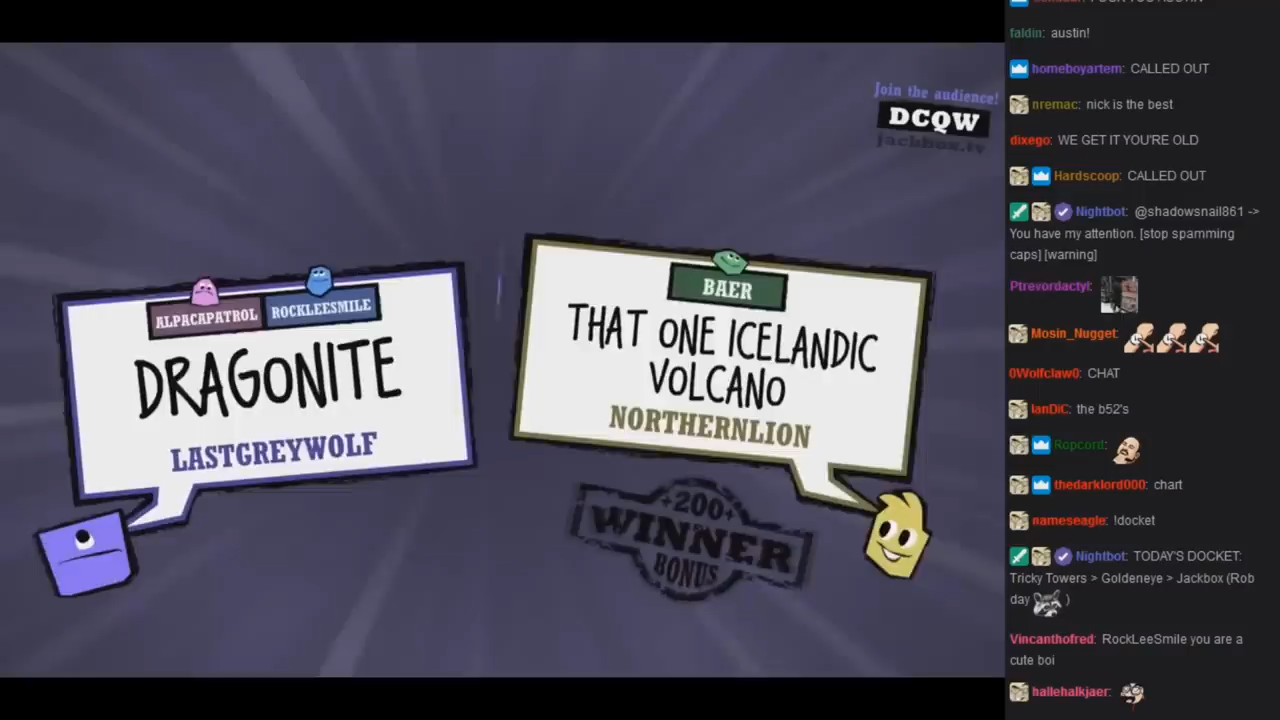 Join the audience!
DCQW
jackbox.tv
ALPACAPATROL ROCKLEESMILE
DRAGONITE
LASTGREYWOLF
BAER
THAT ONE ICELANDIC
VOLCANO
NORTHERNLION
+200+
WINNER
BONUS
faldin: austin!
homeboyartem: CALLED OUT
nremac: nick is the best
dixego: WE GET IT YOU'RE OLD
Hardscoop: CALLED OUT
Nightbot: @shadowsnail861 ->
You have my attention. [stop spamming
caps] [warning]
Ptrevordactyl:
Mosin_Nugget:
0Wolfclaw0: CHAT
IanDiC: the b52's
Ropcord:
thedarklord000: chart
nameseagle: !docket
Nightbot: TODAY'S DOCKET:
Tricky Towers > Goldeneye > Jackbox (Rob
day )
Vincanthofred: RockLeeSmile you are a
cute boi
hallehalkjaer: